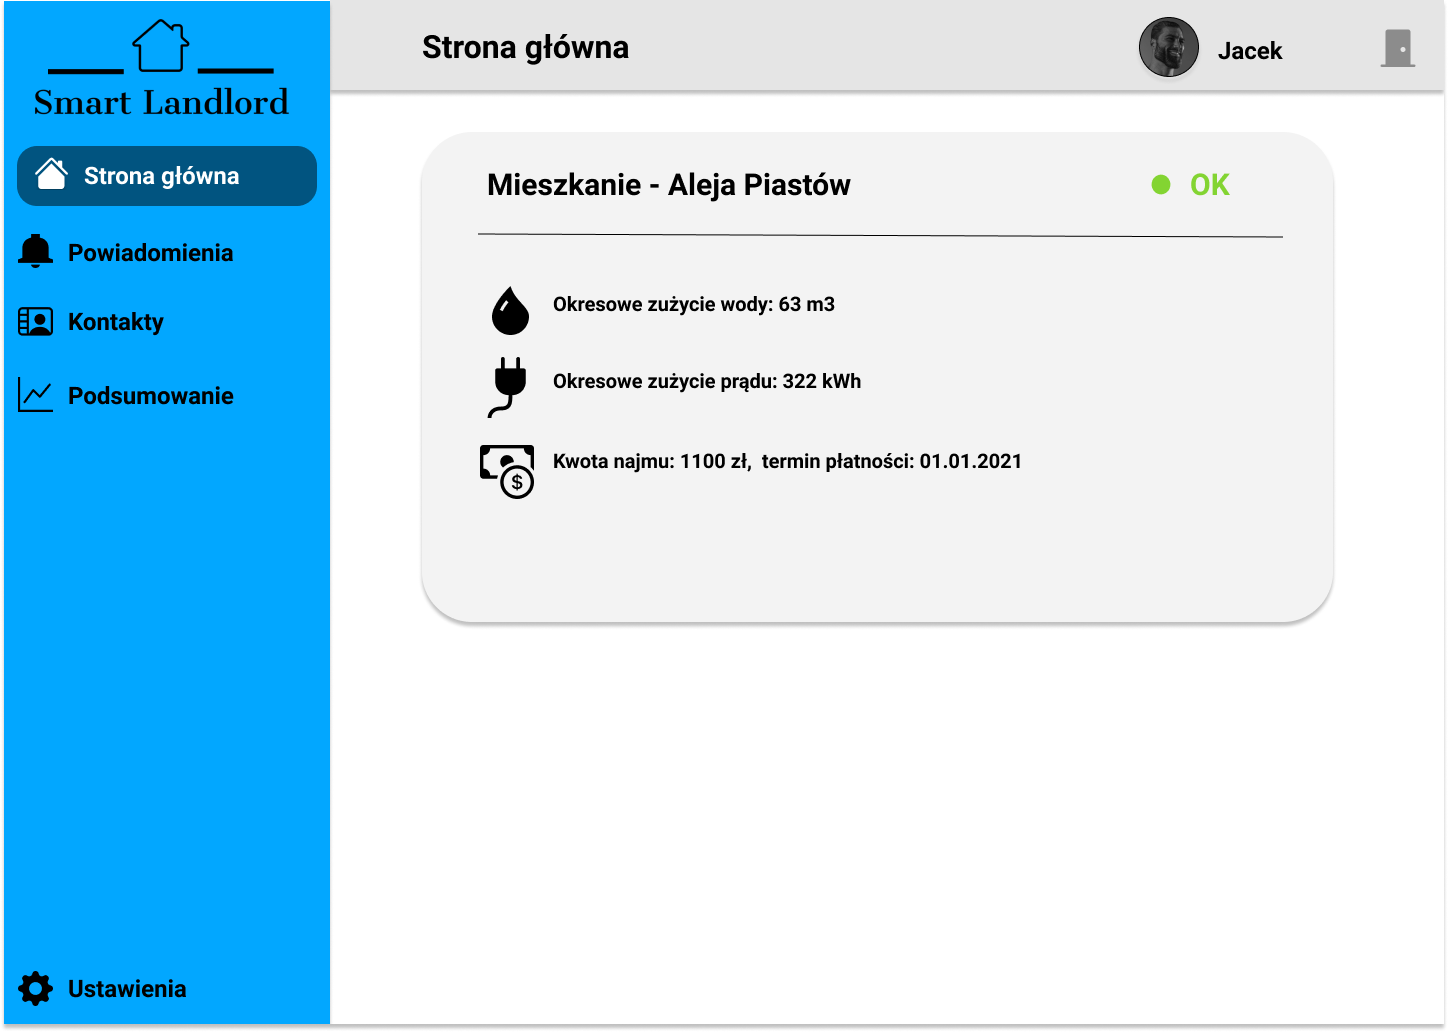 Smart Landlord
Strona główna
Powiadomienia
Kontakty
Podsumowanie
Ustawienia
Strona główna
Jacek
Mieszkanie - Aleja Piastów
OK
Okresowe zużycie wody: 63 m3
Okresowe zużycie prądu: 322 kWh
$
Kwota najmu: 1100 zł,  termin płatności: 01.01.2021